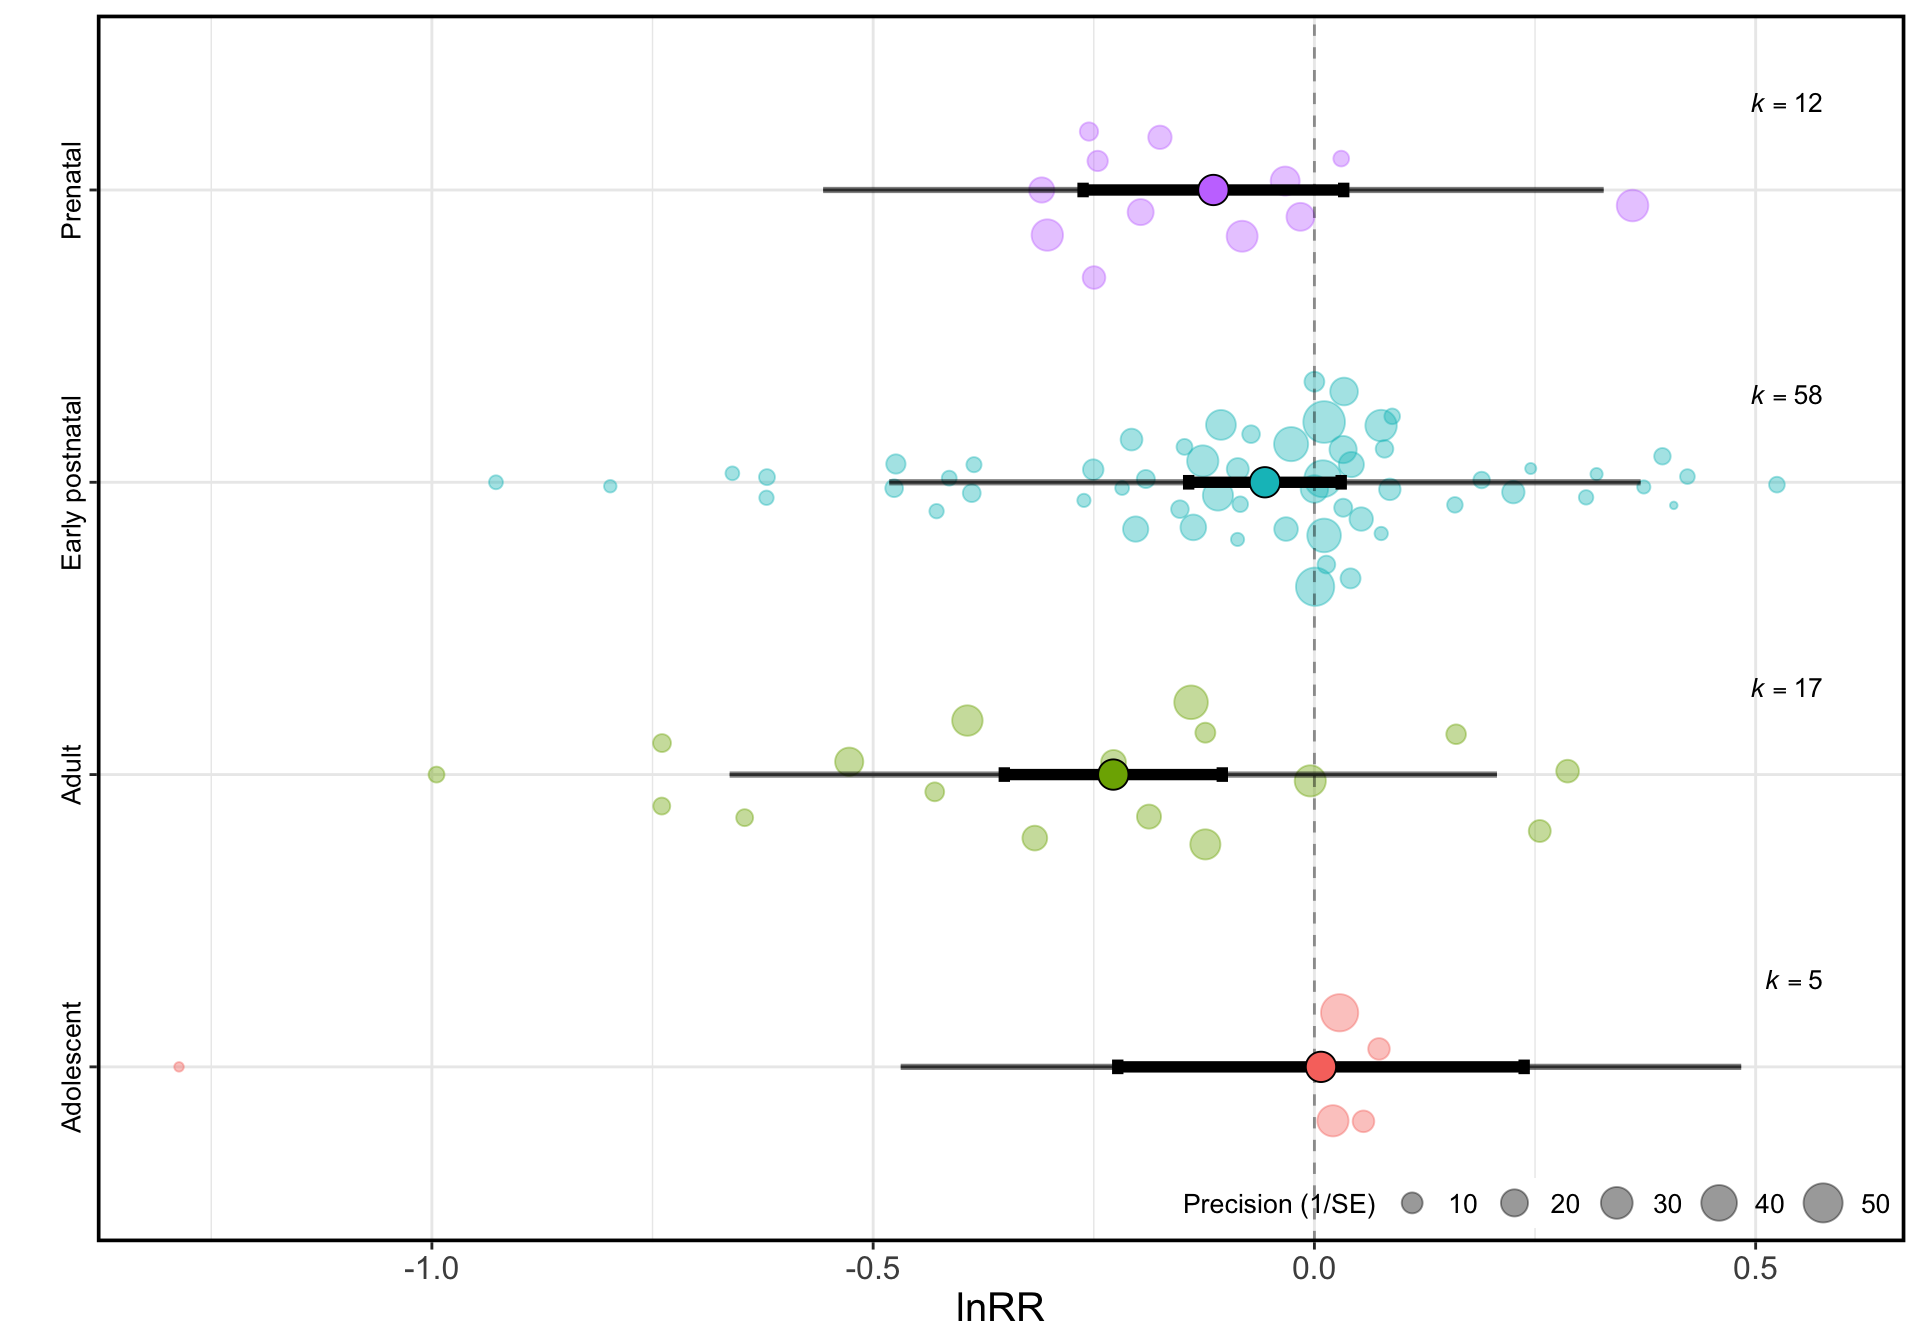 Prenatal
k = 12
Early postnatal
k = 58
Adult
k = 17
Adolescent
k = 5
Precision (1/SE) 10 20 30 40 50
-1.0 -0.5 0.0 0.5
lnRR